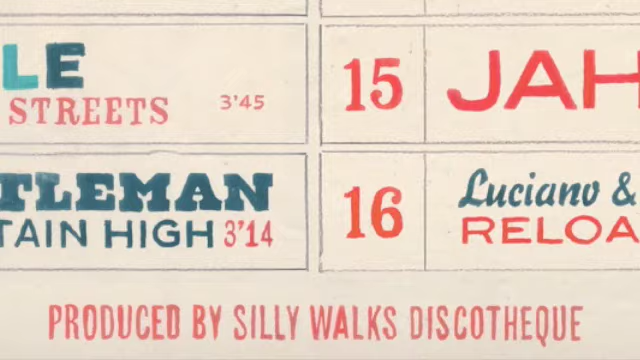 LE
STREETS 3'45
15 JAH
TLEMAN
TAIN HIGH 3'14
16 Luciano &
RELOA
PRODUCED BY SILLY WALKS DISCOTHEQUE